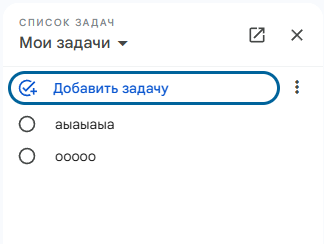 СПИСОК ЗАДАЧ
Мои задачи
Добавить задачу
аыаыаыа
ооооо